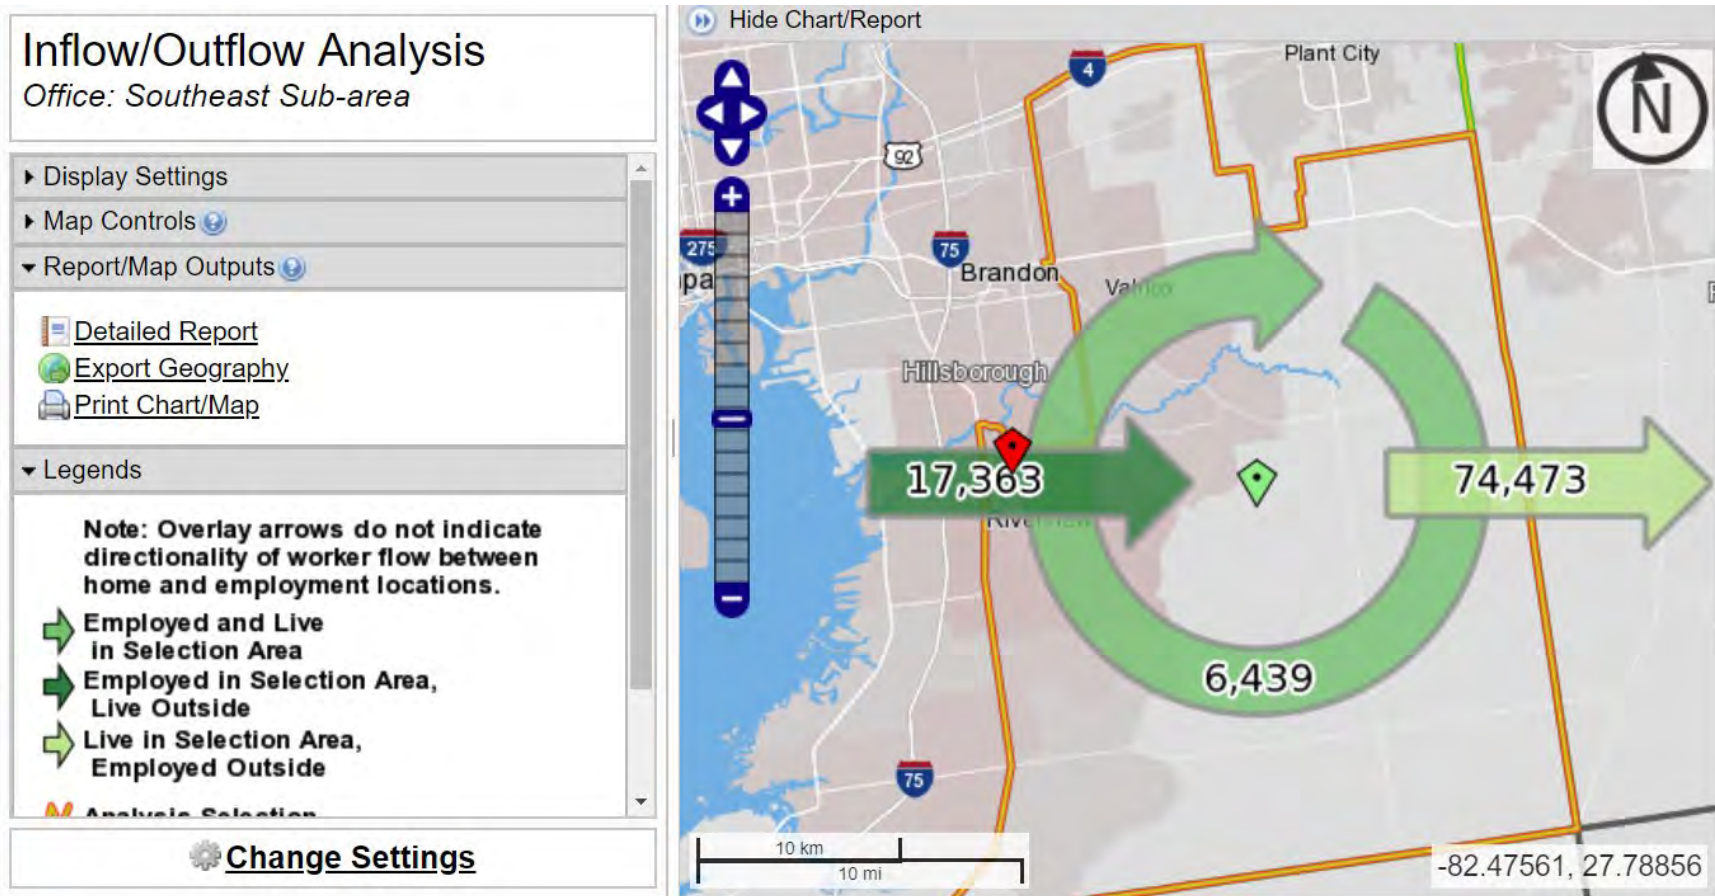 Inflow/Outflow Analysis
Office: Southeast Sub-area
Display Settings
Map Controls ?
Report/Map Outputs ?
Detailed Report
Export Geography
Print Chart/Map
Legends
Note: Overlay arrows do not indicate
directionality of worker flow between
home and employment locations.
Employed and Live
in Selection Area
Employed in Selection Area,
Live Outside
Live in Selection Area,
Employed Outside
Analysis Selection
Change Settings
Hide Chart/Report
Plant City
4
N
92
275
75
Brandon
pa
Valrico
Hillsborough
17,363
74,473
6,439
75
10 km
10 mi
-82.47561, 27.78856